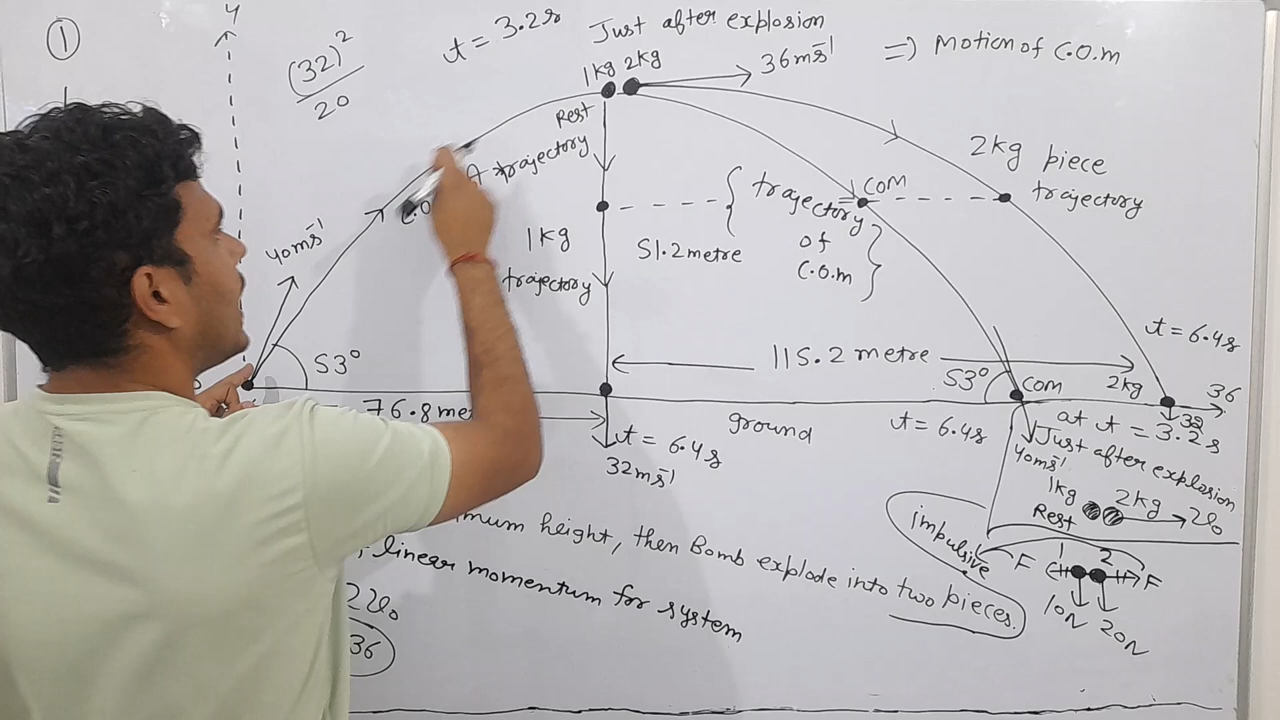 ①
y
(32)²
20
t = 3.2s
Just after explosion
1kg 2kg
36ms⁻¹
=) Motion of C.O.m
Rest
trajectory
2kg piece
trajectory
COM
trajectory
of
C.O.m
40ms⁻¹
1kg
trajectory
51.2 metre
53°
115.2 metre
t = 6.4s
53°
COM
2kg
36
32
76.8 me
t = 6.4s
32ms⁻¹
ground
t = 6.4s
40ms⁻¹
at t = 3.2s
Just after explosion
1kg
Rest
2kg
imum height, then Bomb explode into two pieces.
linear momentum for system
impulsive
F
1
2
F
10N
20N
36